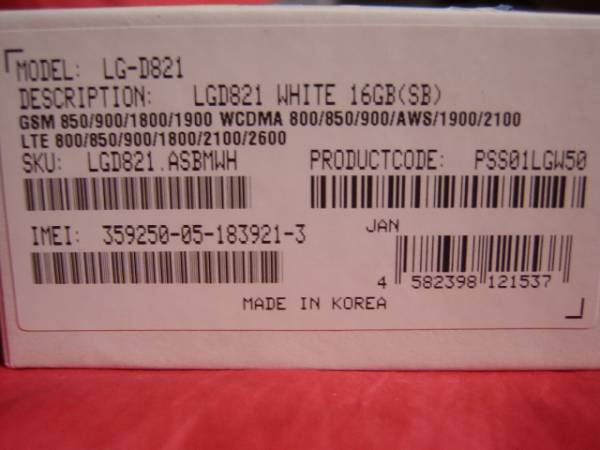 MODEL: LG-D821
DESCRIPTION: LGD821 WHITE 16GB(SB)
GSM 850/900/1800/1900 WCDMA 800/850/900/AWS/1900/2100
LTE 800/850/900/1800/2100/2600
SKU: LGD821.ASBMWH PRODUCTCODE: PSS01LGW50
IMEI: 359250-05-183921-3
JAN
4 582398 121537
MADE IN KOREA